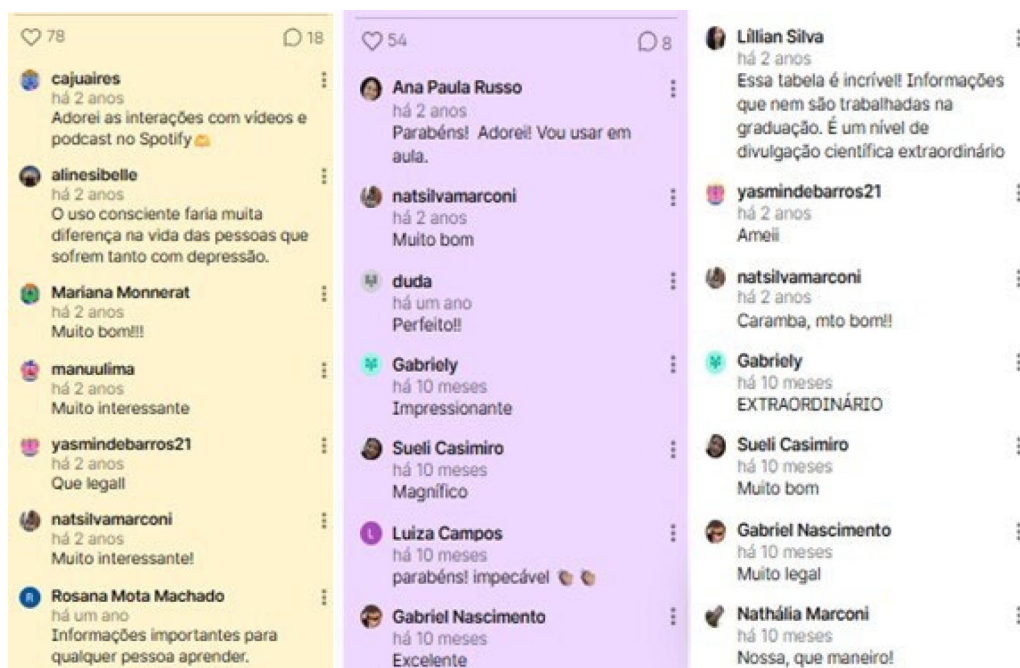 78 18
cajuaires
há 2 anos
Adorei as interações com vídeos e
podcast no Spotify🫶
alinesibelle
há 2 anos
O uso consciente faria muita
diferença na vida das pessoas que
sofrem tanto com depressão.
Mariana Monnerat
há 2 anos
Muito bom!!!
manuulima
há 2 anos
Muito interessante
yasmindebarros21
há 2 anos
Que legall
natsilvamarconi
há 2 anos
Muito interessante!
Rosana Mota Machado
há um ano
Informações importantes para
qualquer pessoa aprender.
54 8
Ana Paula Russo
há 2 anos
Parabéns! Adorei! Vou usar em
aula.
natsilvamarconi
há 2 anos
Muito bom
duda
há um ano
Perfeito!!
Gabriely
há 10 meses
Impressionante
Sueli Casimiro
há 10 meses
Magnífico
L Luiza Campos
há 10 meses
parabéns! impecável 👏🏽 👏🏽
Gabriel Nascimento
há 10 meses
Excelente
Líllian Silva
há 2 anos
Essa tabela é incrível! Informações
que nem são trabalhadas na
graduação. É um nível de
divulgação científica extraordinário
yasmindebarros21
há 2 anos
Ameii
natsilvamarconi
há 2 anos
Caramba, mto bom!!
Gabriely
há 10 meses
EXTRAORDINÁRIO
Sueli Casimiro
há 10 meses
Muito bom
Gabriel Nascimento
há 10 meses
Muito legal
Nathália Marconi
há 10 meses
Nossa, que maneiro!